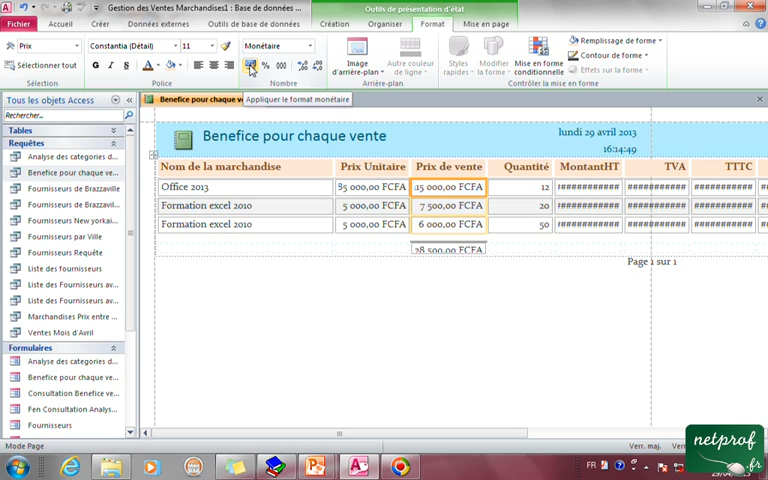 Gestion des Ventes Marchandises1 : Base de données ...
Outils de présentation d'état
Fichier
Accueil
Créer
Données externes
Outils de base de données
Création
Organiser
Format
Mise en page
Prix
Constantia (Détail)
11
Monétaire
Sélectionner tout
G I S A
% 000
Image d'arrière-plan
Autre couleur de ligne
Styles rapides
Modifier la forme
Mise en forme conditionnelle
Remplissage de forme
Contour de forme
Effets sur la forme
Sélection
Police
Nombre
Arrière-plan
Contrôler la mise en forme
Tous les objets Access
Benefice pour chaque v
Appliquer le format monétaire
Rechercher...
Tables
Requêtes
Analyse des categories d...
Benefice pour chaque ve...
Fournisseurs de Brazzaville
Fournisseurs de Brazzavil...
Fournisseurs New yorkai...
Fournisseurs par Ville
Fournisseurs Requête
Liste des fournisseurs
Liste des Fournisseurs av...
Liste des Fournisseurs av...
Marchandises Prix entre ...
Ventes Mois d'Avril
Formulaires
Analyse des categories d...
Benefice pour chaque ve...
Consultation Benefice ve...
Fen Consultation Analys...
Fournisseurs
Benefice pour chaque vente
lundi 29 avril 2013
16:14:49
Nom de la marchandise Prix Unitaire Prix de vente Quantité MontantHT TVA TTTC
Office 2013 85 000,00 FCFA 15 000,00 FCFA 12 ########## ########## ##########
Formation excel 2010 5 000,00 FCFA 7 500,00 FCFA 20 ########## ########## ##########
Formation excel 2010 5 000,00 FCFA 6 000,00 FCFA 50 ########## ########## ##########
28 500,00 FCFA
Page 1 sur 1
Mode Page
Verr. maj.
FR
netprof
.fr